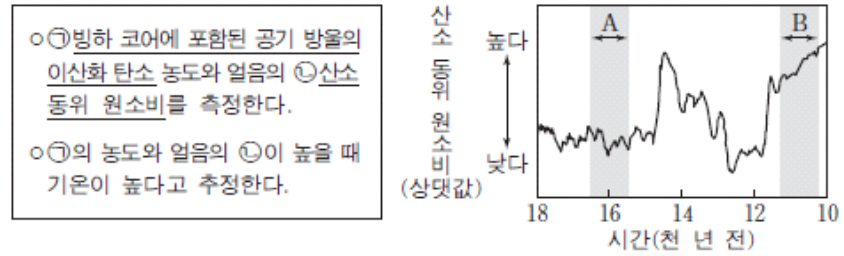 ○㉠빙하 코어에 포함된 공기 방울의
이산화 탄소 농도와 얼음의 ㉡산소
동위 원소비를 측정한다.
○㉠의 농도와 얼음의 ㉡이 높을 때
기온이 높다고 추정한다.
산소 동위 원소비
(상댓값)
높다
낮다
A
B
18 16 14 12 10
시간(천 년 전)